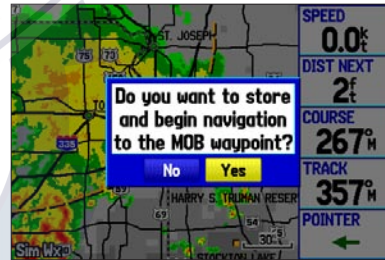 SPEED
0.0kt
ST. JOSEPH
75
73
DIST NEXT
2ft
Do you want to store
and begin navigation
to the MOB waypoint?
COURSE
267°M
335
No
Yes
TRACK
357°M
HARRY S. TRUMAN RESER
69
54
POINTER
30
Sim Wx
STOCKTON LAKE